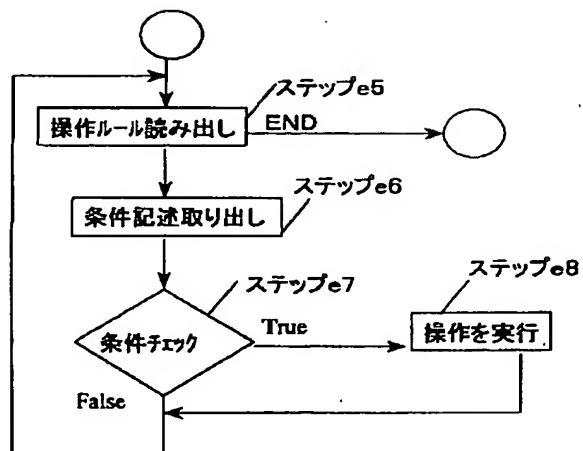 ステップe5
操作ルール読み出し
END
ステップe6
条件記述取り出し
ステップe7
ステップe8
条件チェック
True
操作を実行
False